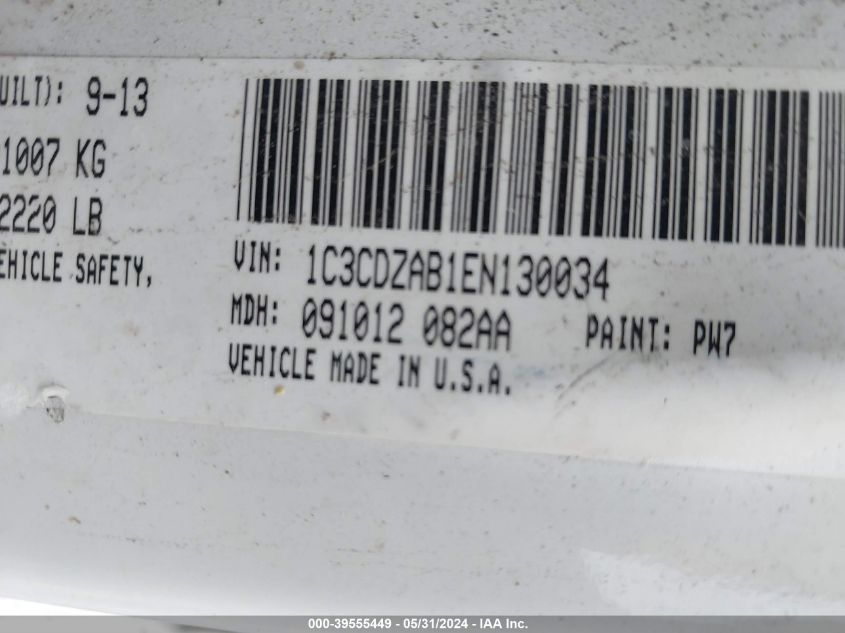 UILT): 9-13
1007 KG
2220 LB
EHICLE SAFETY,
VIN: 1C3CDZAB1EN130034
MDH: 091012 082AA PAINT: PW7
VEHICLE MADE IN U.S.A.
000-39555449 - 05/31/2024 - IAA Inc.